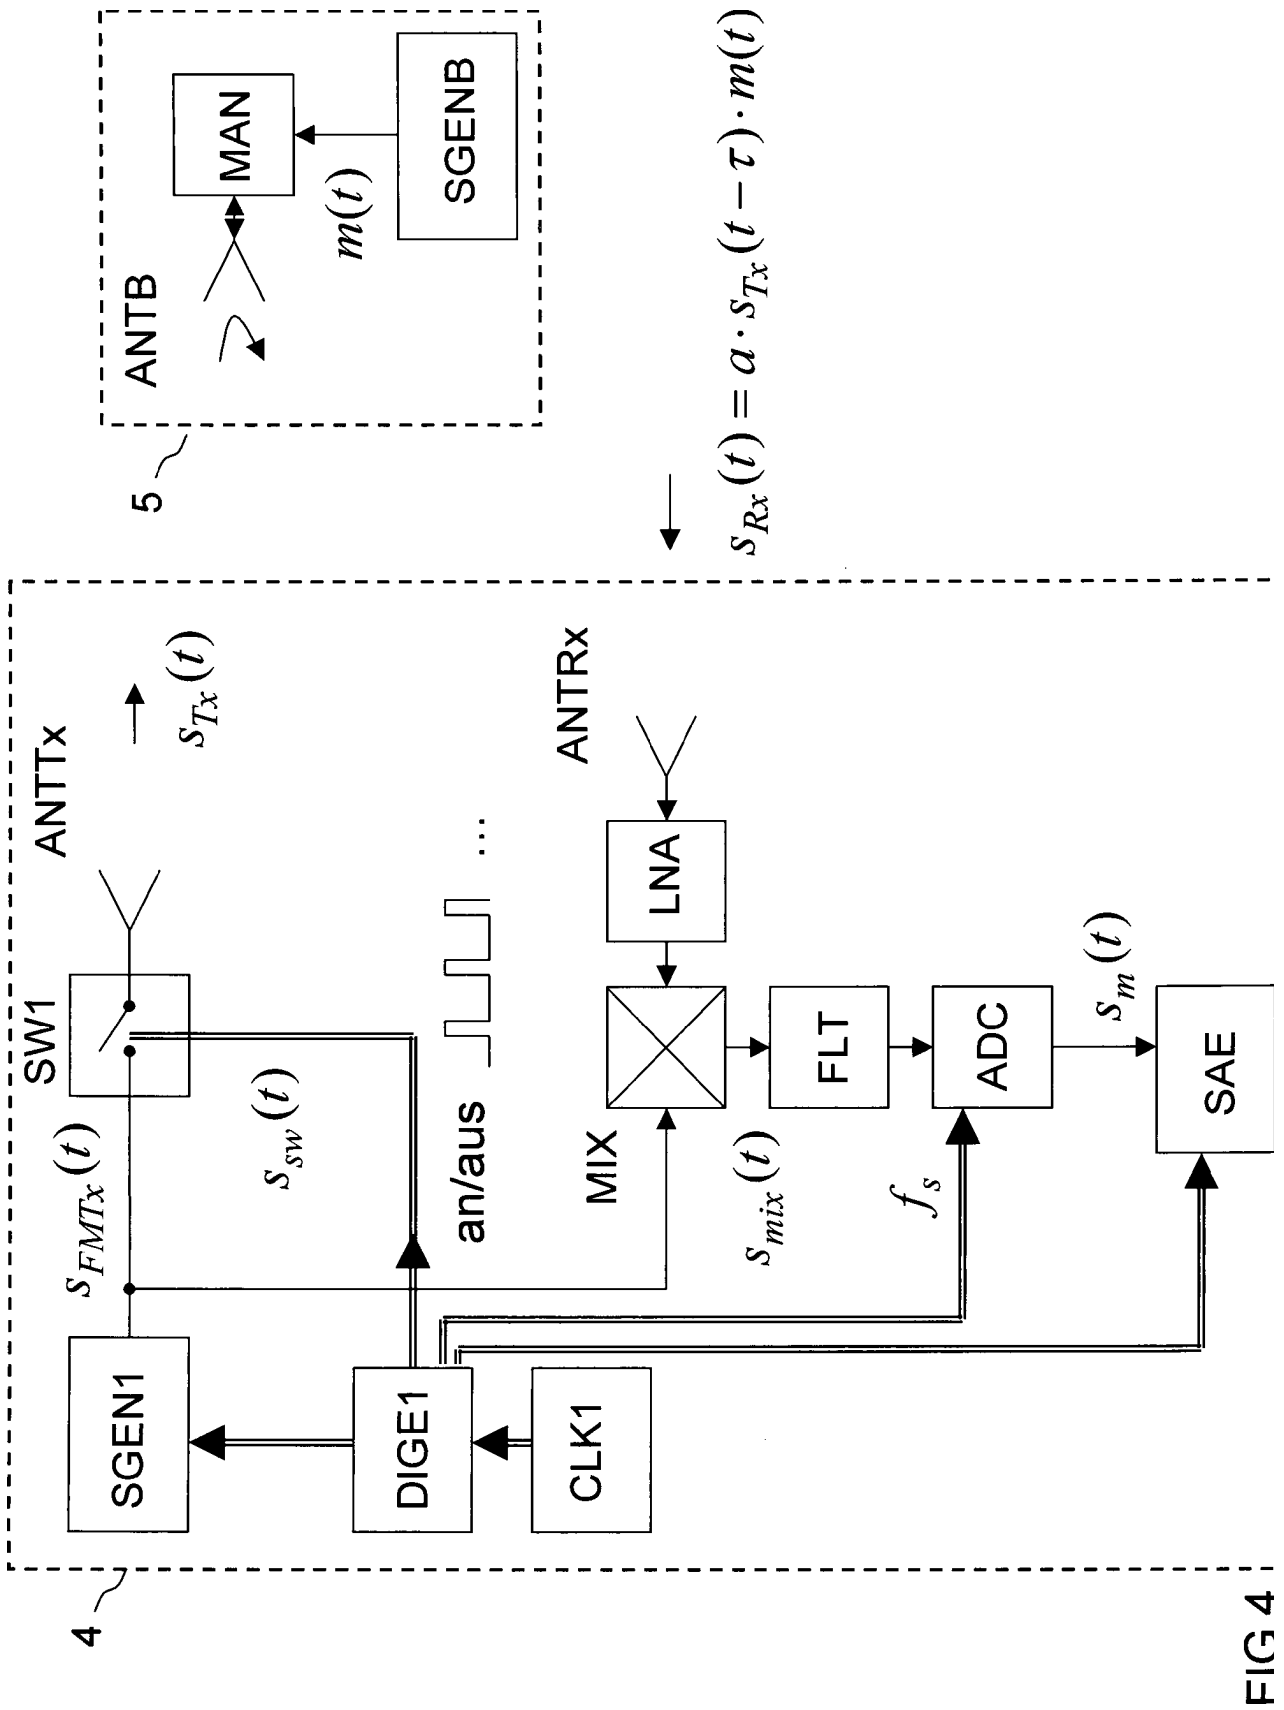 4
SGEN1
s_FMTx(t)
SW1
ANTTx
s_Tx(t)
DIGE1
s_sw(t)
an/aus
...
CLK1
MIX
LNA
ANTRx
s_mix(t)
FLT
f_s
ADC
s_m(t)
SAE
5
ANTB
MAN
m(t)
SGENB
s_Rx(t) = a · s_Tx(t − τ) · m(t)
FIG 4